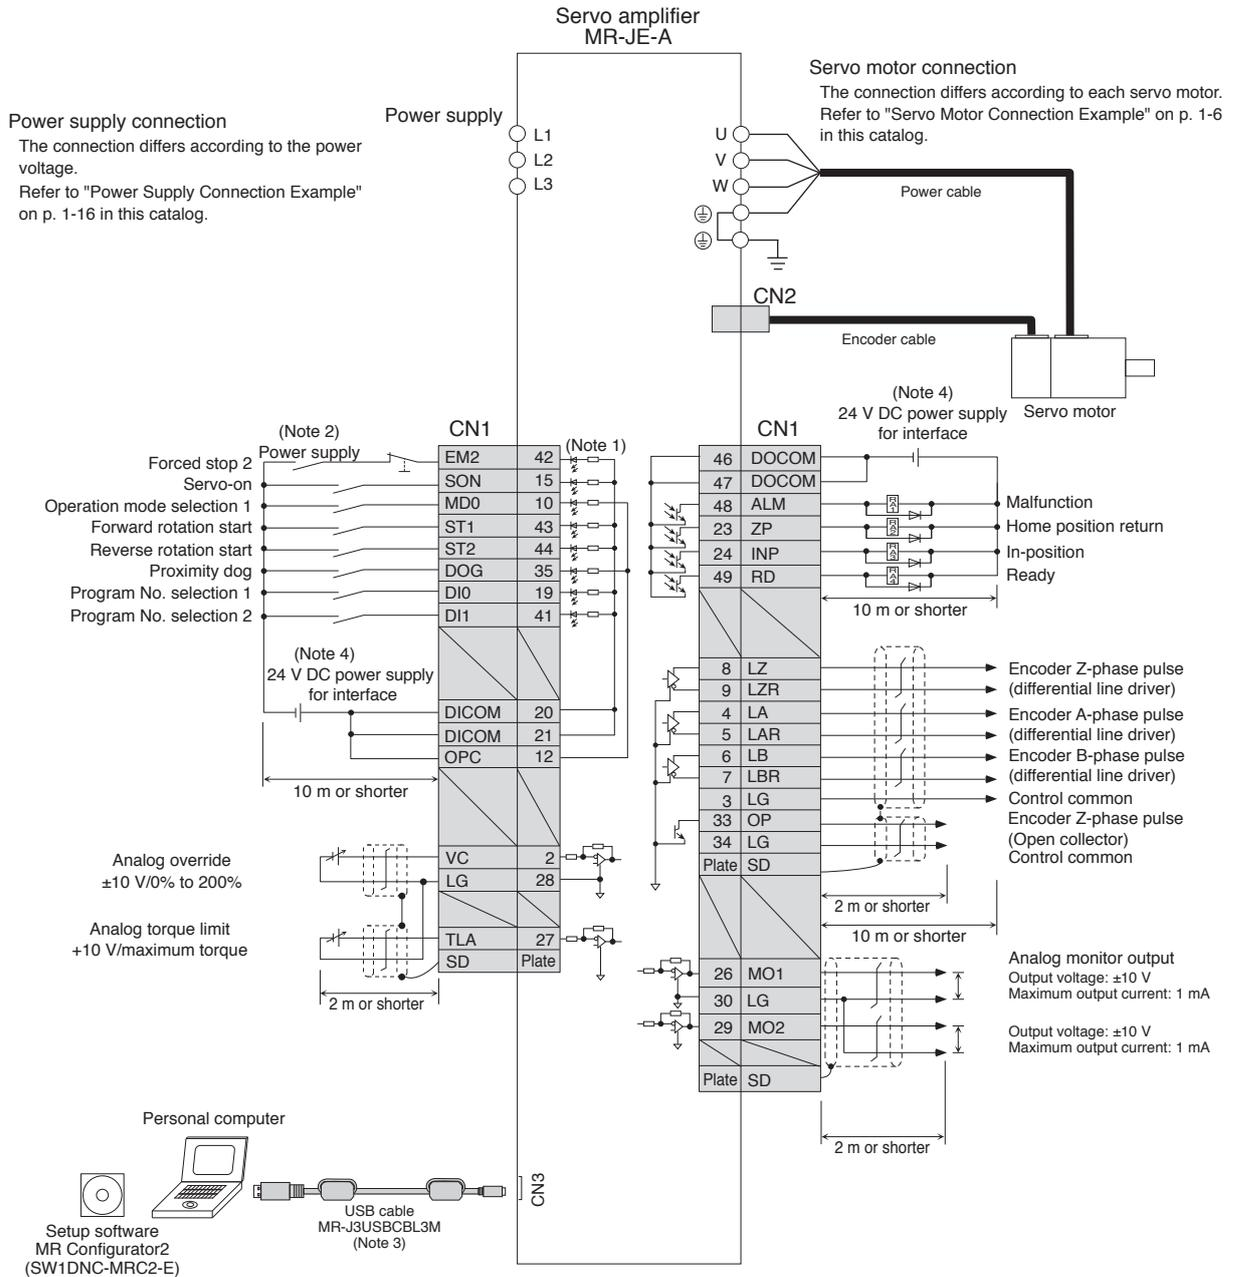 Servo amplifier
MR-JE-A
Servo motor connection
The connection differs according to each servo motor.
Refer to "Servo Motor Connection Example" on p. 1-6
in this catalog.
Power supply connection
The connection differs according to the power
voltage.
Refer to "Power Supply Connection Example"
on p. 1-16 in this catalog.
Power supply
L1
L2
L3
U
V
W
Power cable
CN2
Encoder cable
Servo motor
(Note 4)
24 V DC power supply
for interface
(Note 2)
Power supply
CN1
(Note 1)
Forced stop 2 EM2 42
Servo-on SON 15
Operation mode selection 1 MD0 10
Forward rotation start ST1 43
Reverse rotation start ST2 44
Proximity dog DOG 35
Program No. selection 1 DI0 19
Program No. selection 2 DI1 41
(Note 4)
24 V DC power supply
for interface
DICOM 20
DICOM 21
OPC 12
10 m or shorter
Analog override
±10 V/0% to 200%
VC 2
LG 28
Analog torque limit
+10 V/maximum torque
TLA 27
SD Plate
2 m or shorter
CN1
46 DOCOM
47 DOCOM
48 ALM RA1 Malfunction
23 ZP RA2 Home position return
24 INP RA3 In-position
49 RD RA4 Ready
10 m or shorter
8 LZ Encoder Z-phase pulse
9 LZR (differential line driver)
4 LA Encoder A-phase pulse
5 LAR (differential line driver)
6 LB Encoder B-phase pulse
7 LBR (differential line driver)
3 LG Control common
33 OP Encoder Z-phase pulse
(Open collector)
34 LG Control common
Plate SD
2 m or shorter
10 m or shorter
Analog monitor output
26 MO1 Output voltage: ±10 V
30 LG Maximum output current: 1 mA
29 MO2 Output voltage: ±10 V
Maximum output current: 1 mA
Plate SD
2 m or shorter
Personal computer
CN3
USB cable
MR-J3USBCBL3M
(Note 3)
Setup software
MR Configurator2
(SW1DNC-MRC2-E)